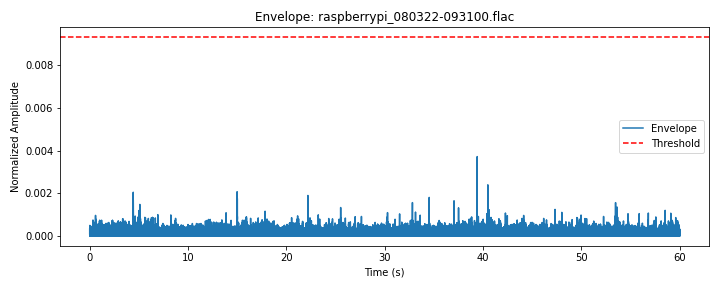 Envelope: raspberrypi_080322-093100.flac
Normalized Amplitude
0.008
0.006
0.004
0.002
0.000
Envelope
Threshold
0 10 20 30 40 50 60
Time (s)